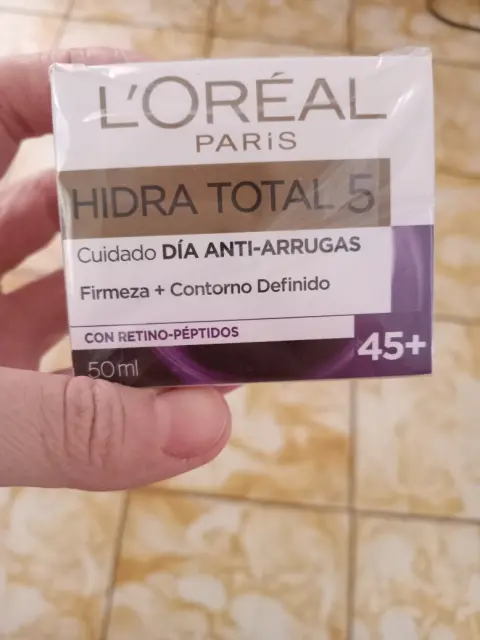 L'ORÉAL
PARiS
HIDRA TOTAL 5
Cuidado DÍA ANTI-ARRUGAS
Firmeza + Contorno Definido
CON RETINO-PÉPTIDOS
45+
50ml